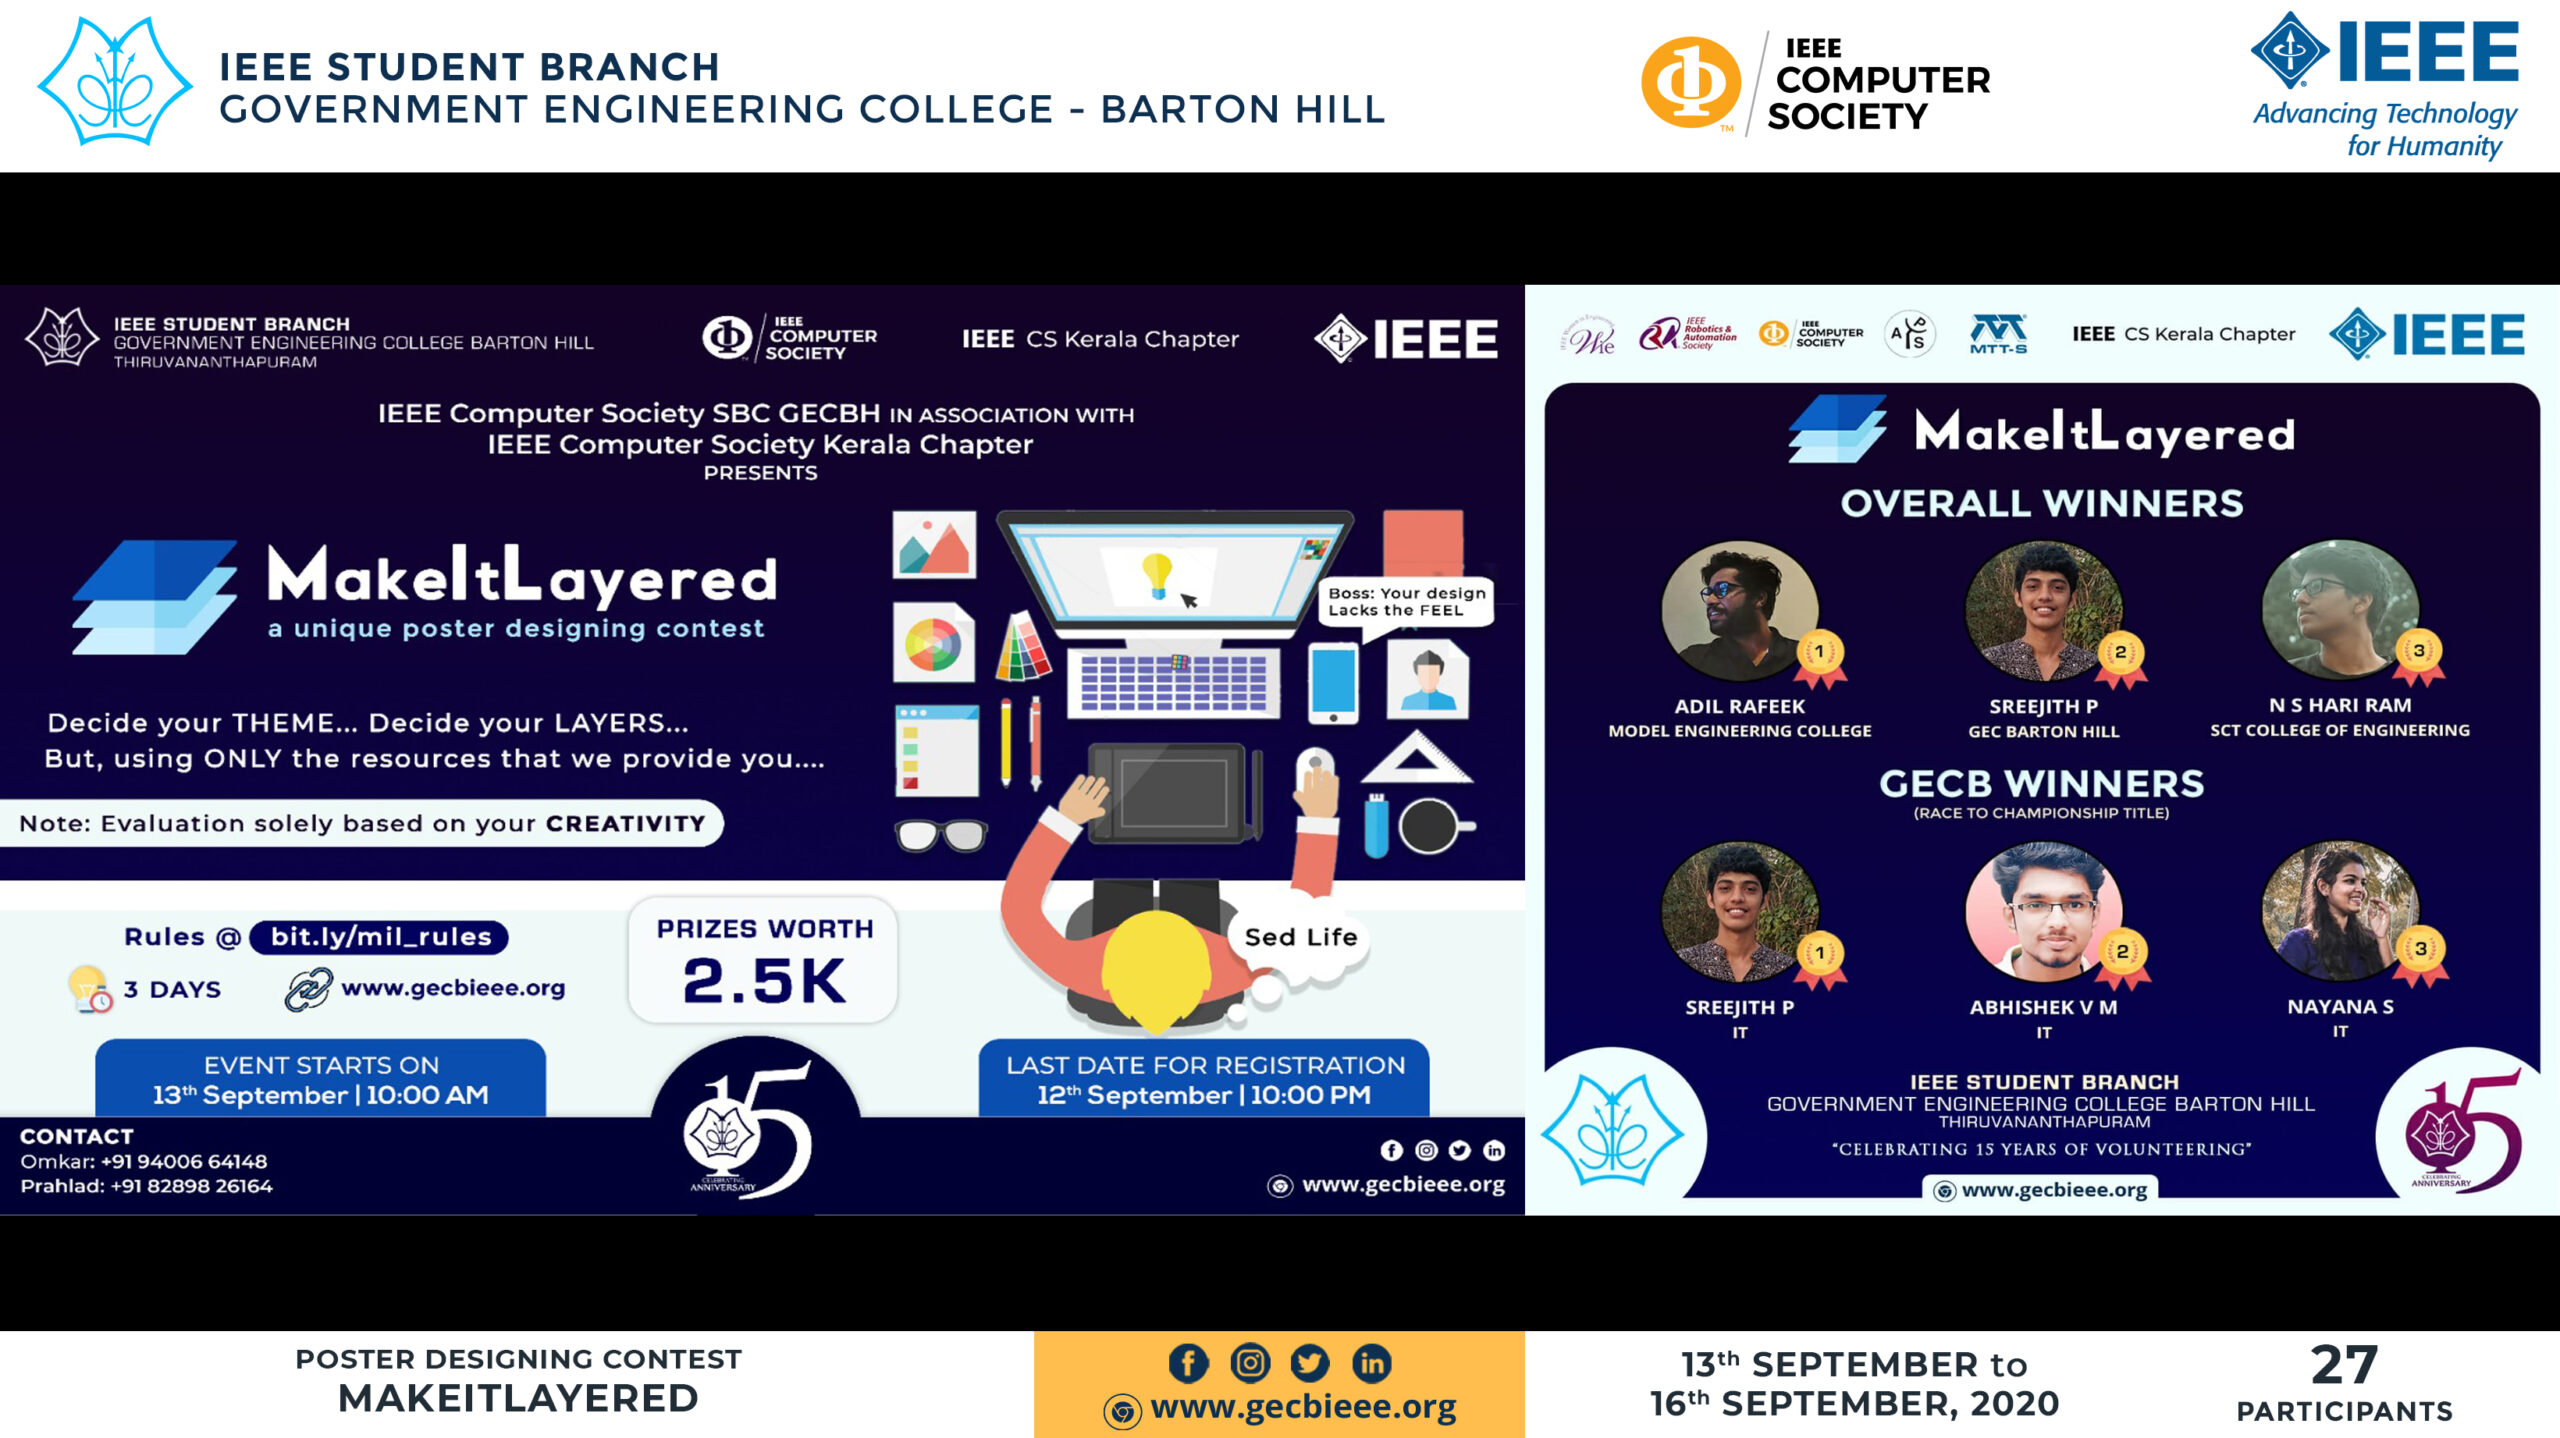 IEEE STUDENT BRANCH
GOVERNMENT ENGINEERING COLLEGE - BARTON HILL
IEEE
COMPUTER
SOCIETY
TM
IEEE
Advancing Technology
for Humanity
IEEE STUDENT BRANCH
GOVERNMENT ENGINEERING COLLEGE BARTON HILL
THIRUVANANTHAPURAM
IEEE
COMPUTER
SOCIETY
IEEE CS Kerala Chapter
IEEE
IEEE Computer Society SBC GECBH IN ASSOCIATION WITH
IEEE Computer Society Kerala Chapter
PRESENTS
MakeItLayered
a unique poster designing contest
Boss: Your design
Lacks the FEEL
Decide your THEME... Decide your LAYERS...
But, using ONLY the resources that we provide you....
Note: Evaluation solely based on your CREATIVITY
Rules @ bit.ly/mil_rules
3 DAYS
www.gecbieee.org
PRIZES WORTH
2.5K
Sed Life
EVENT STARTS ON
13th September | 10:00 AM
LAST DATE FOR REGISTRATION
12th September | 10:00 PM
CONTACT
Omkar: +91 94006 64148
Prahlad: +91 82898 26164
15
CELEBRATING
ANNIVERSARY
www.gecbieee.org
IEEE Women in Engineering
WIE
IEEE
Robotics &
Automation
Society
IEEE
COMPUTER
SOCIETY
APS
MTT-S
IEEE CS Kerala Chapter
IEEE
MakeItLayered
OVERALL WINNERS
1
2
3
ADIL RAFEEK
MODEL ENGINEERING COLLEGE
SREEJITH P
GEC BARTON HILL
N S HARI RAM
SCT COLLEGE OF ENGINEERING
GECB WINNERS
(RACE TO CHAMPIONSHIP TITLE)
1
2
3
SREEJITH P
IT
ABHISHEK V M
IT
NAYANA S
IT
IEEE STUDENT BRANCH
GOVERNMENT ENGINEERING COLLEGE BARTON HILL
THIRUVANANTHAPURAM
"CELEBRATING 15 YEARS OF VOLUNTEERING"
www.gecbieee.org
15
CELEBRATING
ANNIVERSARY
POSTER DESIGNING CONTEST
MAKEITLAYERED
www.gecbieee.org
13th SEPTEMBER to
16th SEPTEMBER, 2020
27
PARTICIPANTS